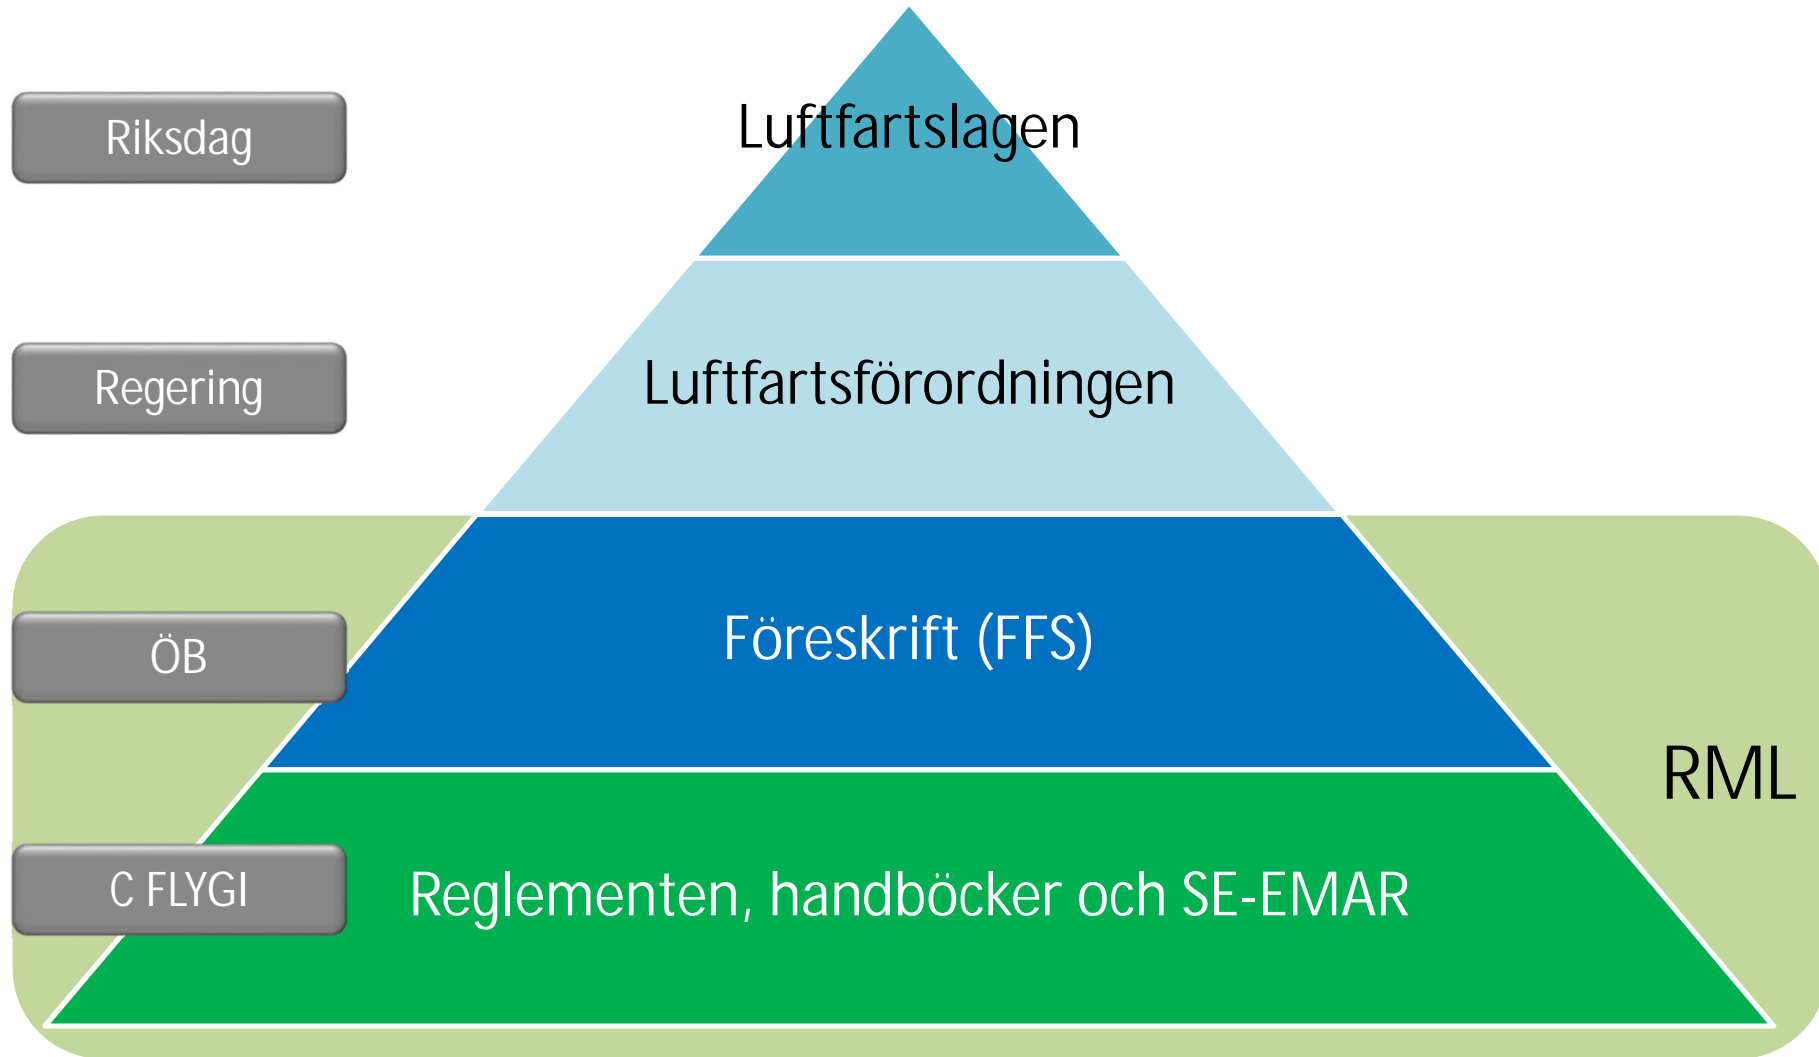 Riksdag
Luftfartslagen
Regering
Luftfartsförordningen
ÖB
Föreskrift (FFS)
RML
C FLYGI
Reglementen, handböcker och SE-EMAR